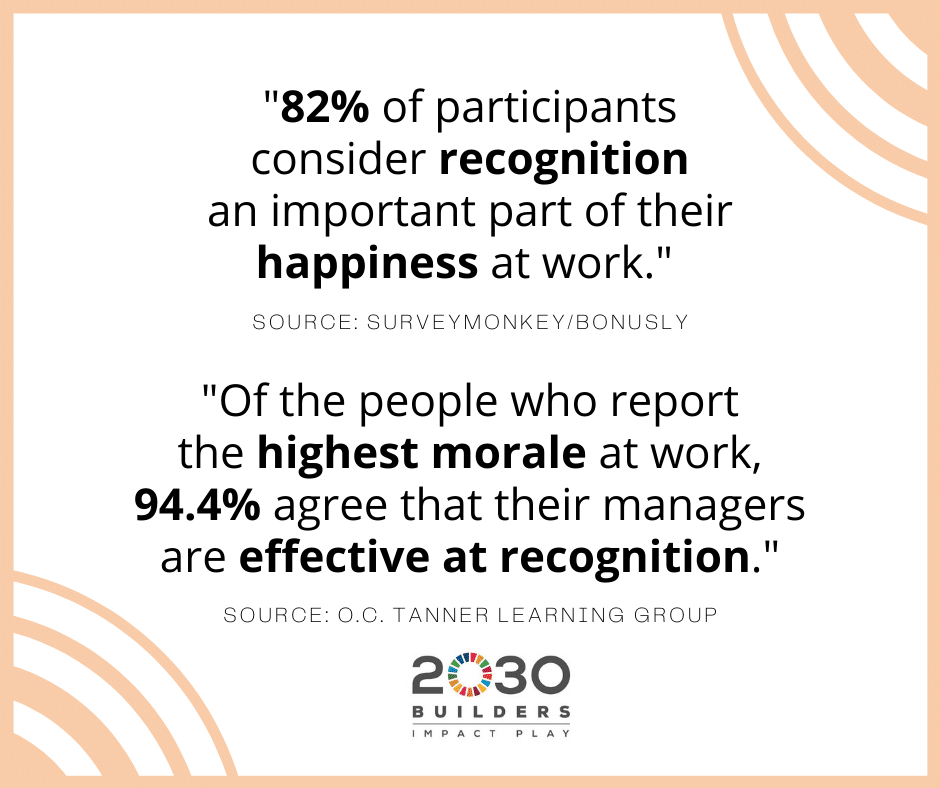 "82% of participants
consider recognition
an important part of their
happiness at work."
SOURCE: SURVEYMONKEY/BONUSLY
"Of the people who report
the highest morale at work,
94.4% agree that their managers
are effective at recognition."
SOURCE: O.C. TANNER LEARNING GROUP
2030
BUILDERS
IMPACT PLAY